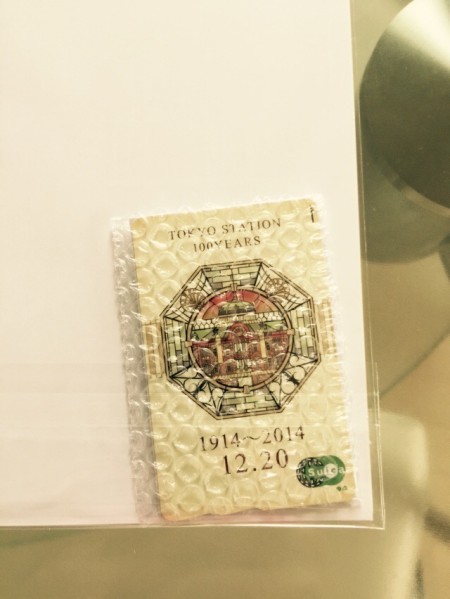 TOKYO STATION
100YEARS
1914～2014
12.20
Suica